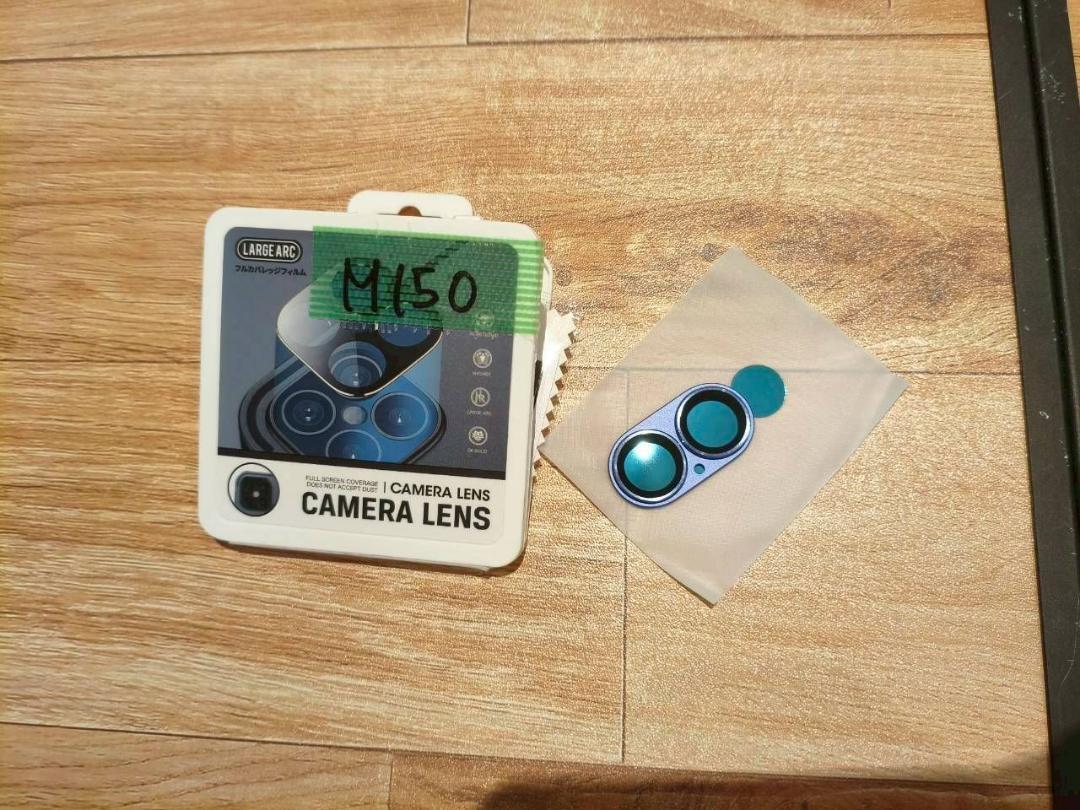 LARGE ARC
フルカバレッジフィルム
M150
FULL SCREEN COVERAGE
DOES NOT ACCEPT DUST | CAMERA LENS
CAMERA LENS